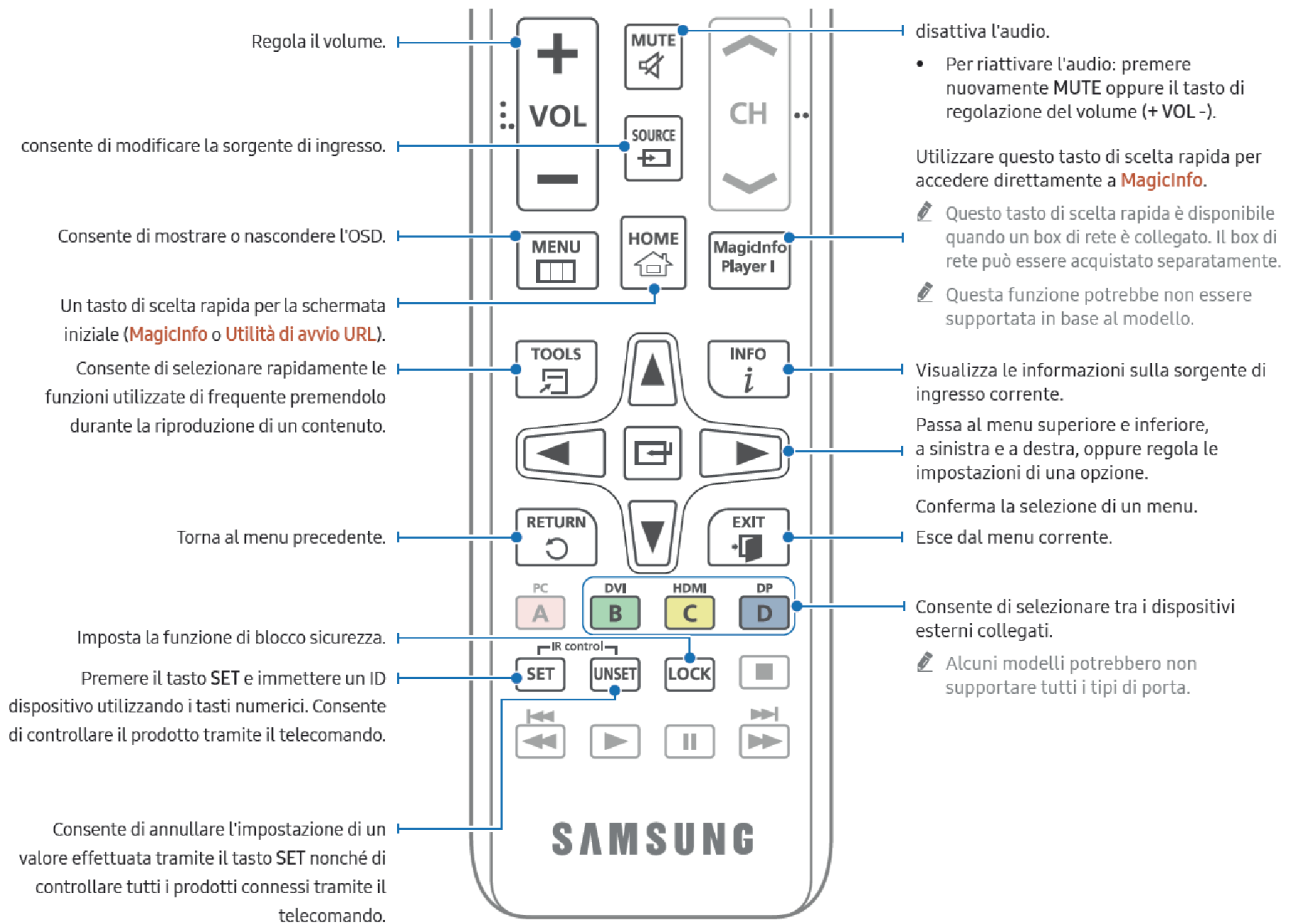 Regola il volume.
consente di modificare la sorgente di ingresso.
Consente di mostrare o nascondere l'OSD.
Un tasto di scelta rapida per la schermata
iniziale (MagicInfo o Utilità di avvio URL).
Consente di selezionare rapidamente le
funzioni utilizzate di frequente premendolo
durante la riproduzione di un contenuto.
Torna al menu precedente.
Imposta la funzione di blocco sicurezza.
Premere il tasto SET e immettere un ID
dispositivo utilizzando i tasti numerici. Consente
di controllare il prodotto tramite il telecomando.
Consente di annullare l'impostazione di un
valore effettuata tramite il tasto SET nonché di
controllare tutti i prodotti connessi tramite il
telecomando.
MUTE
VOL
CH
SOURCE
MENU
HOME
MagicInfo
Player I
TOOLS
INFO
i
RETURN
EXIT
PC
DVI
HDMI
DP
A
B
C
D
IR control
SET
UNSET
LOCK
SAMSUNG
disattiva l'audio.
• Per riattivare l'audio: premere
nuovamente MUTE oppure il tasto di
regolazione del volume (+ VOL -).
Utilizzare questo tasto di scelta rapida per
accedere direttamente a MagicInfo.
Questo tasto di scelta rapida è disponibile
quando un box di rete è collegato. Il box di
rete può essere acquistato separatamente.
Questa funzione potrebbe non essere
supportata in base al modello.
Visualizza le informazioni sulla sorgente di
ingresso corrente.
Passa al menu superiore e inferiore,
a sinistra e a destra, oppure regola le
impostazioni di una opzione.
Conferma la selezione di un menu.
Esce dal menu corrente.
Consente di selezionare tra i dispositivi
esterni collegati.
Alcuni modelli potrebbero non
supportare tutti i tipi di porta.